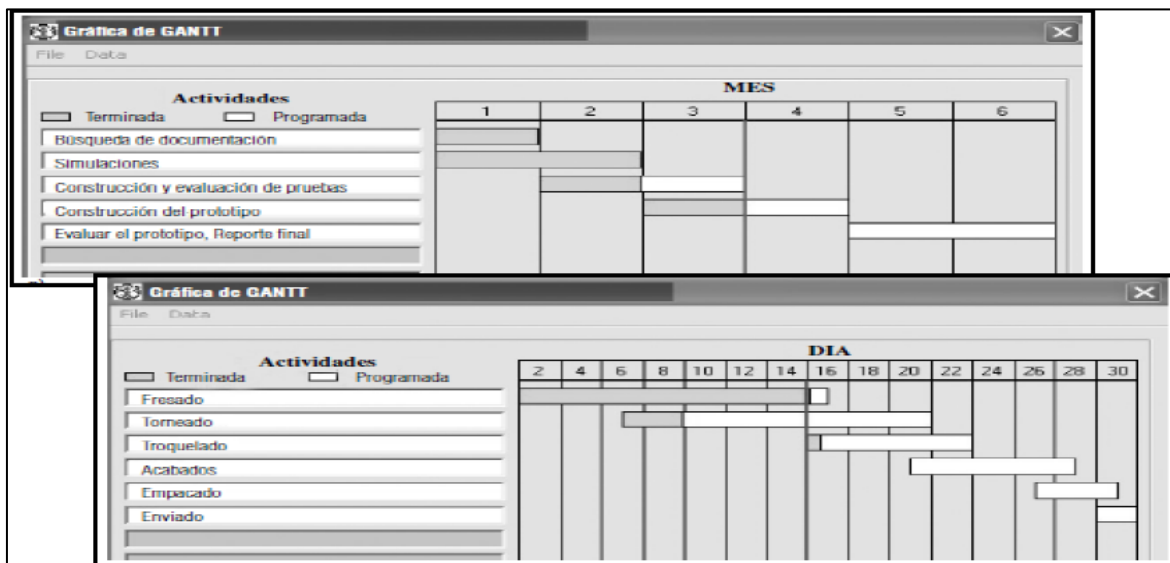 Gráfica de GANTT
File Data
MES
Actividades
Terminada Programada
1 2 3 4 5 6
Búsqueda de documentación
Simulaciones
Construcción y evaluación de pruebas
Construcción del prototipo
Evaluar el prototipo, Reporte final
Gráfica de GANTT
File Data
DIA
Actividades
Terminada Programada
2 4 6 8 10 12 14 16 18 20 22 24 26 28 30
Fresado
Torneado
Troquelado
Acabados
Empacado
Enviado